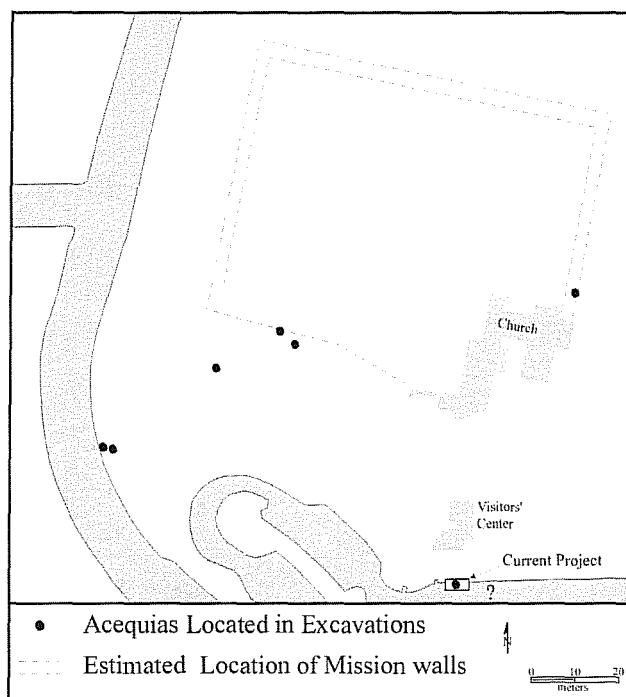 Church
Visitors'
Center
Current Project
?
Acequias Located in Excavations
N
Estimated Location of Mission walls
0 10 20
meters